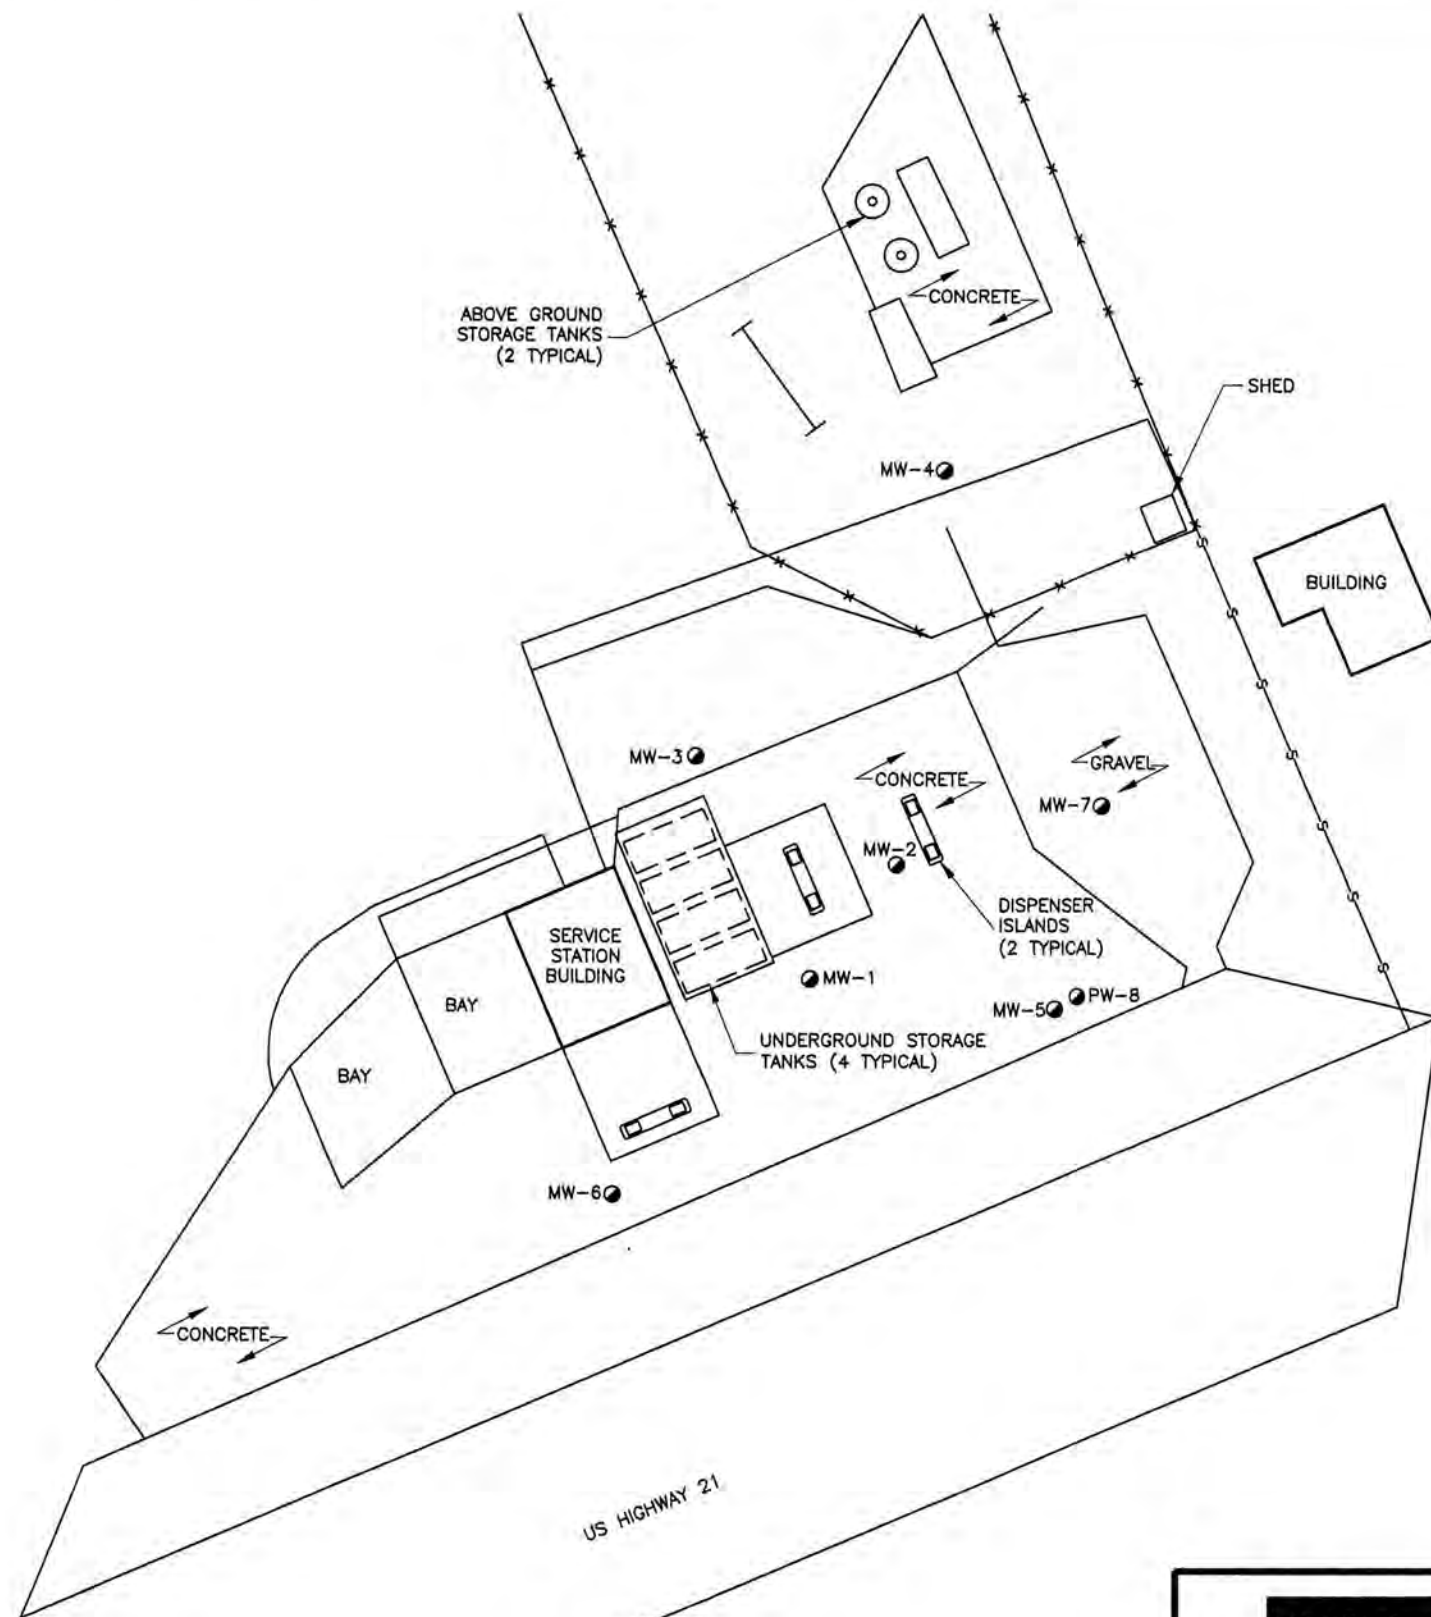 ABOVE GROUND
STORAGE TANKS
(2 TYPICAL)
CONCRETE
SHED
MW-4
BUILDING
MW-3
CONCRETE
GRAVEL
MW-7
MW-2
DISPENSER
ISLANDS
(2 TYPICAL)
SERVICE
STATION
BUILDING
MW-1
BAY
MW-5
PW-8
UNDERGROUND STORAGE
TANKS (4 TYPICAL)
BAY
MW-6
CONCRETE
US HIGHWAY 21
S
S
S
S
S
S
S